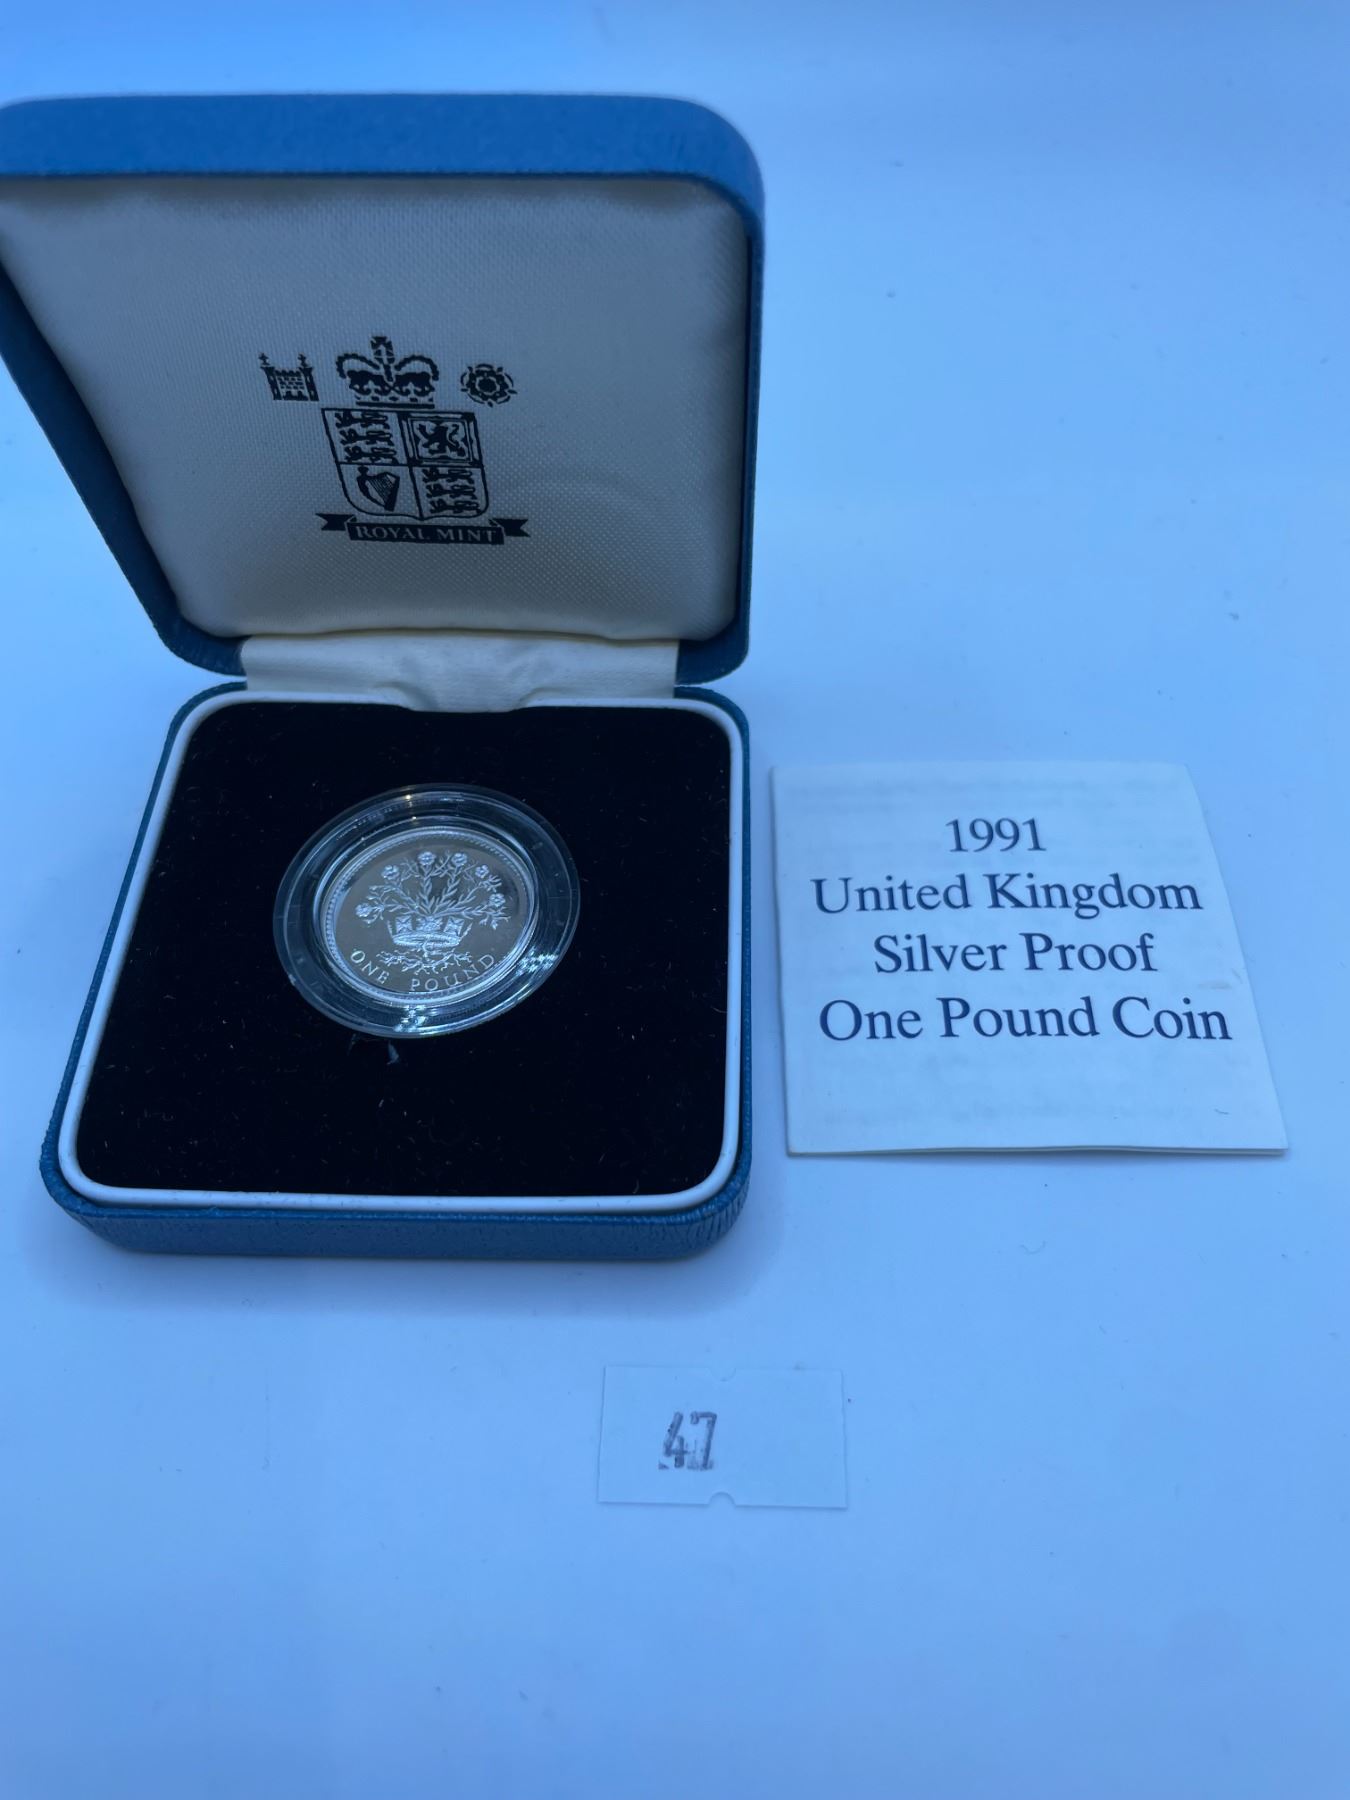 ROYAL MINT
ONE POUND
1991
United Kingdom
Silver Proof
One Pound Coin
47